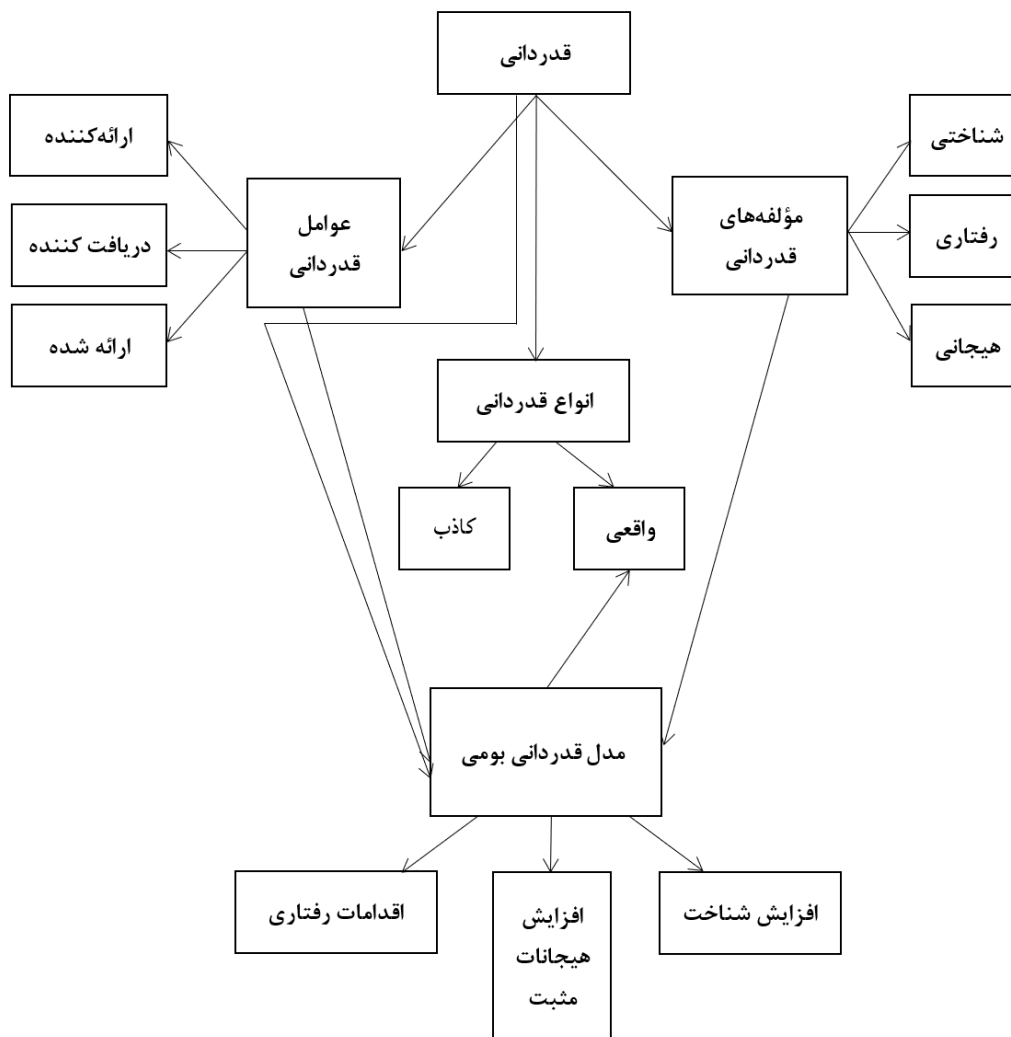 قدردانی
شناختی
رفتاری
هیجانی
مؤلفه‌های
قدردانی
عوامل
قدردانی
ارائه‌کننده
دریافت کننده
ارائه شده
انواع قدردانی
واقعی
کاذب
مدل قدردانی بومی
افزایش شناخت
افزایش
هیجانات
مثبت
اقدامات رفتاری